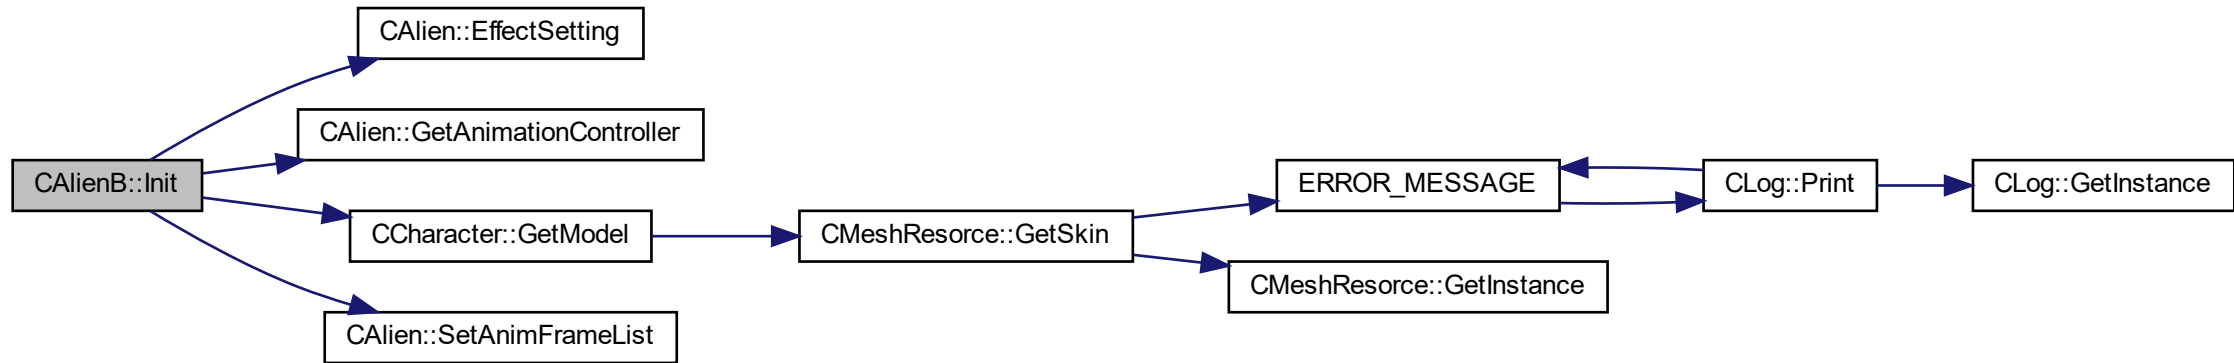 CAlien::EffectSetting
CAlien::GetAnimationController
CAlienB::Init
ERROR_MESSAGE
CLog::Print
CLog::GetInstance
CCharacter::GetModel
CMeshResorce::GetSkin
CMeshResorce::GetInstance
CAlien::SetAnimFrameList